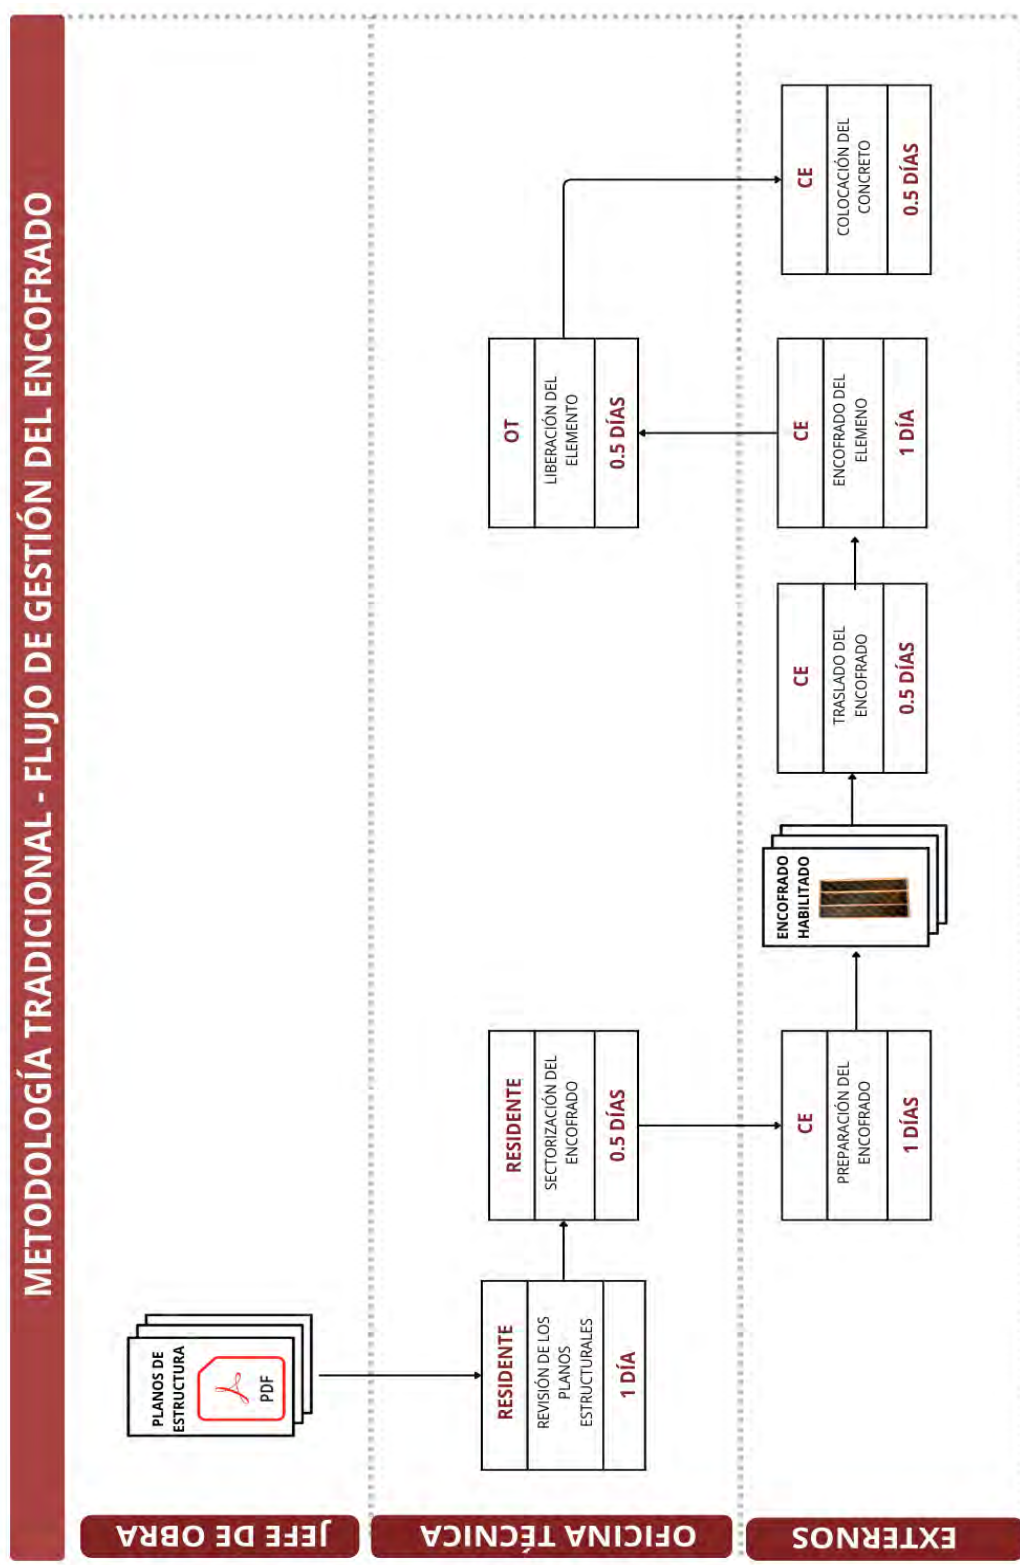 METODOLOGÍA TRADICIONAL - FLUJO DE GESTIÓN DEL ENCOFRADO
JEFE DE OBRA
PLANOS DE
ESTRUCTURA
PDF
OFICINA TÉCNICA
RESIDENTE
REVISIÓN DE LOS
PLANOS
ESTRUCTURALES
1 DÍA
RESIDENTE
SECTORIZACIÓN DEL
ENCOFRADO
0.5 DÍAS
OT
LIBERACIÓN DEL
ELEMENTO
0.5 DÍAS
EXTERNOS
CE
PREPARACIÓN DEL
ENCOFRADO
1 DÍAS
ENCOFRADO
HABILITADO
CE
TRASLADO DEL
ENCOFRADO
0.5 DÍAS
CE
ENCOFRADO DEL
ELEMENO
1 DÍA
CE
COLOCACIÓN DEL
CONCRETO
0.5 DÍAS